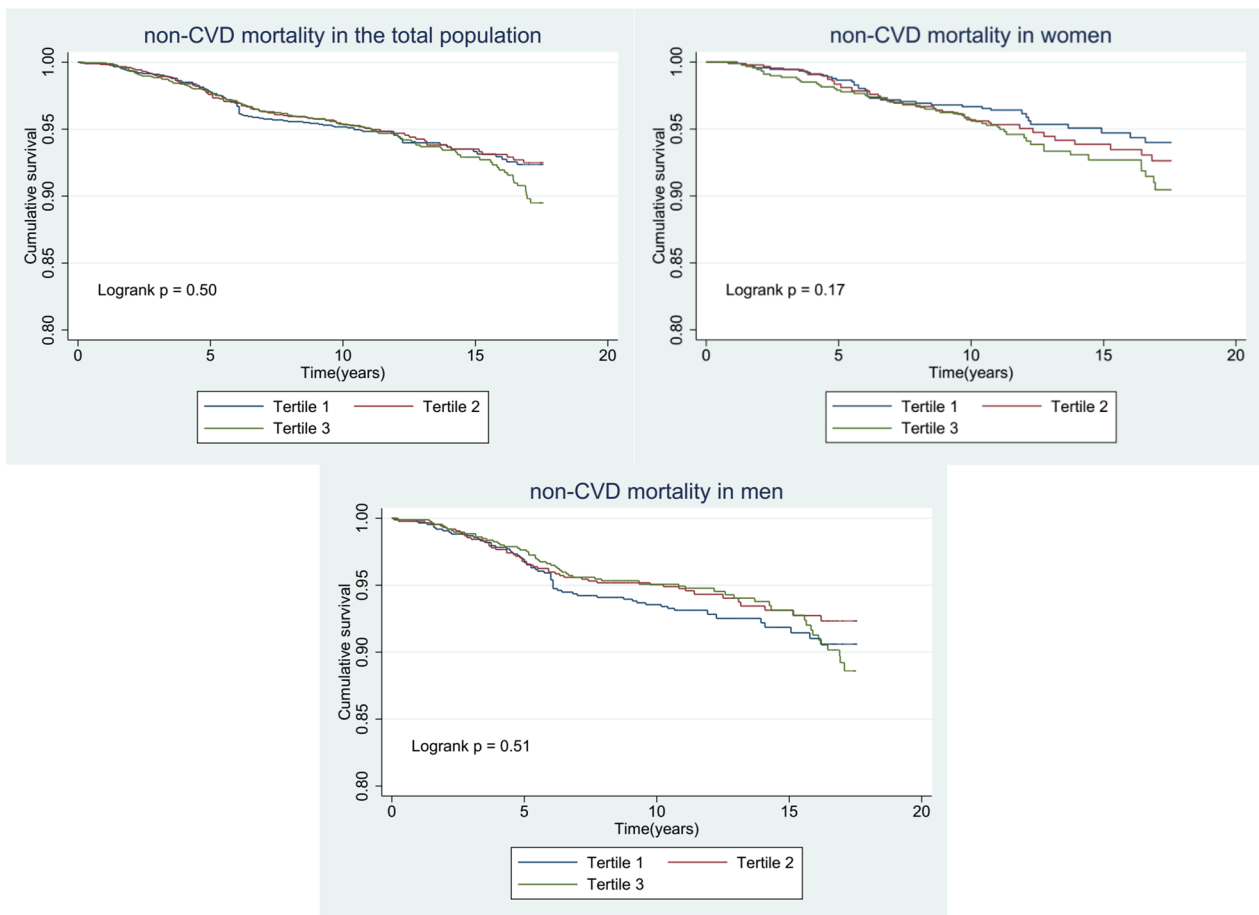 non-CVD mortality in the total population
Cumulative survival
1.00
0.95
0.90
0.85
0.80
Logrank p = 0.50
0 5 10 15 20
Time(years)
Tertile 1 Tertile 2
Tertile 3
non-CVD mortality in women
Cumulative survival
1.00
0.95
0.90
0.85
0.80
Logrank p = 0.17
0 5 10 15 20
Time(years)
Tertile 1 Tertile 2
Tertile 3
non-CVD mortality in men
Cumulative survival
1.00
0.95
0.90
0.85
0.80
Logrank p = 0.51
0 5 10 15 20
Time(years)
Tertile 1 Tertile 2
Tertile 3